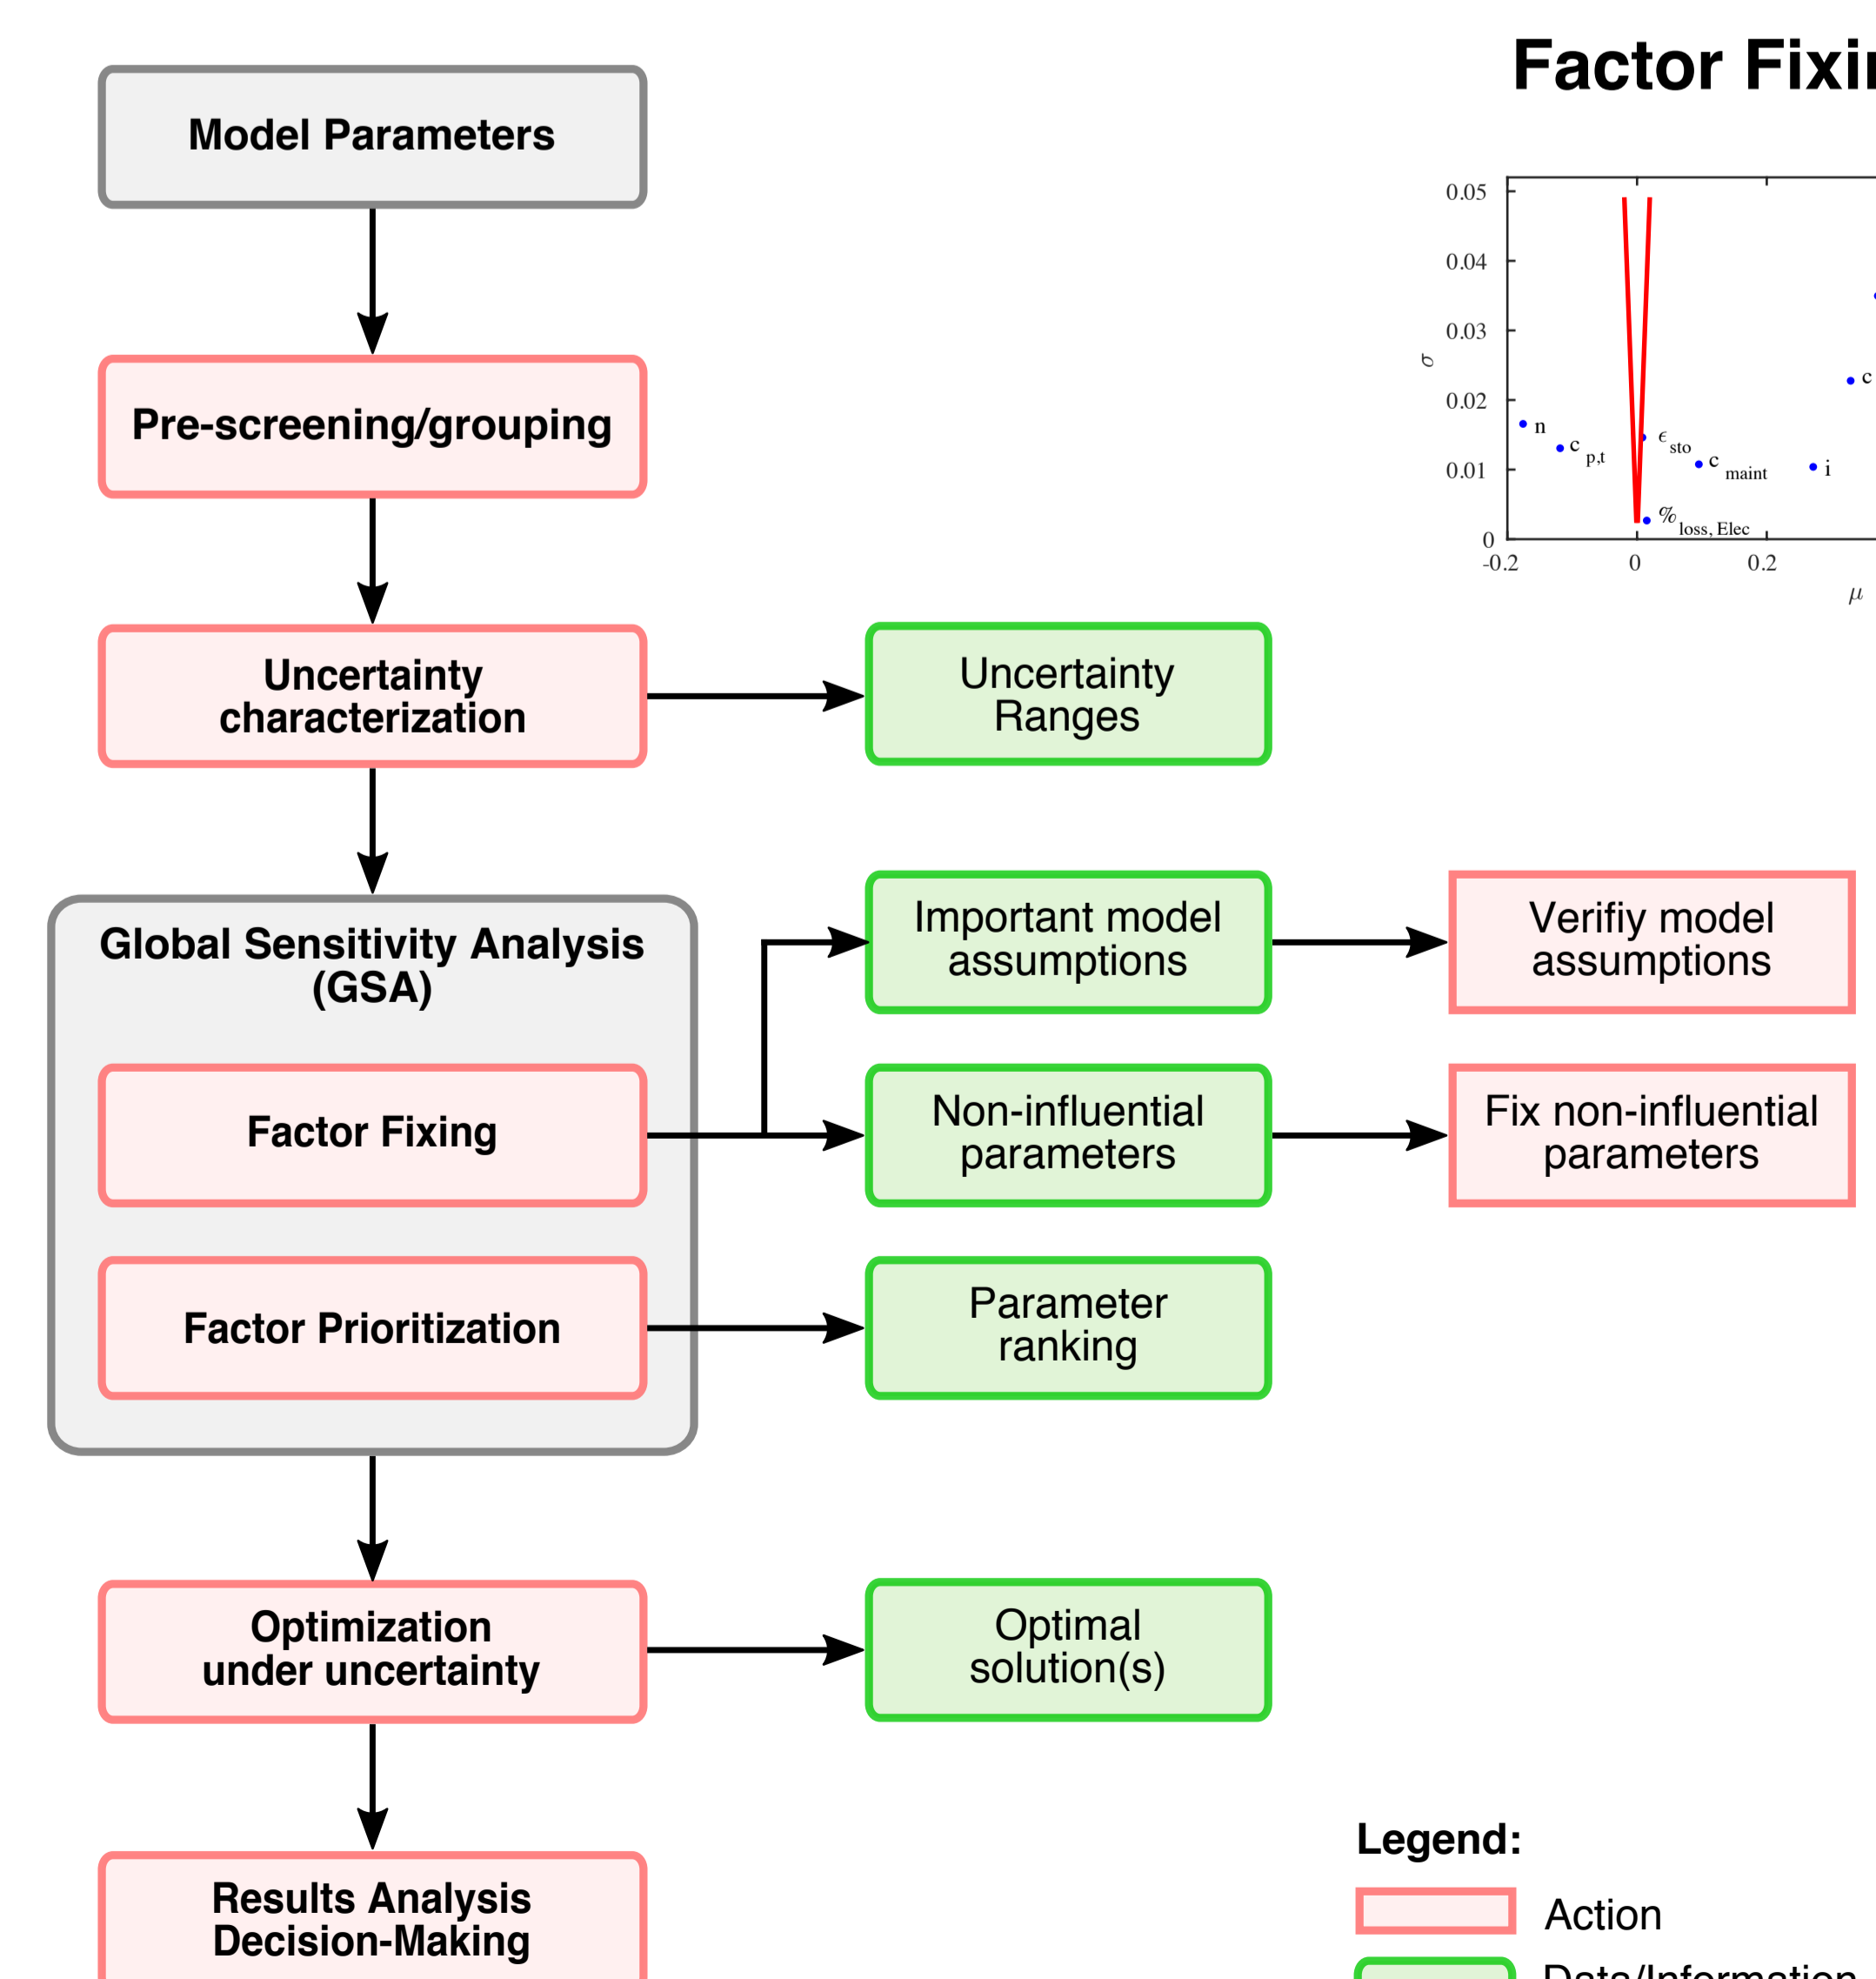 Model Parameters
Pre-screening/grouping
Uncertainty
characterization
Uncertainty
Ranges
Global Sensitivity Analysis
(GSA)
Important model
assumptions
Verifiy model
assumptions
Factor Fixing
Non-influential
parameters
Fix non-influential
parameters
Factor Prioritization
Parameter
ranking
Optimization
under uncertainty
Optimal
solution(s)
Results Analysis
Decision-Making
Factor
0.05
0.04
0.03
0.02
0.01
0
σ
-0.2
0
0.2
μ
n
c p,t
ϵ sto
c maint
% loss, Elec
i
c
Legend:
Action
Data/Information